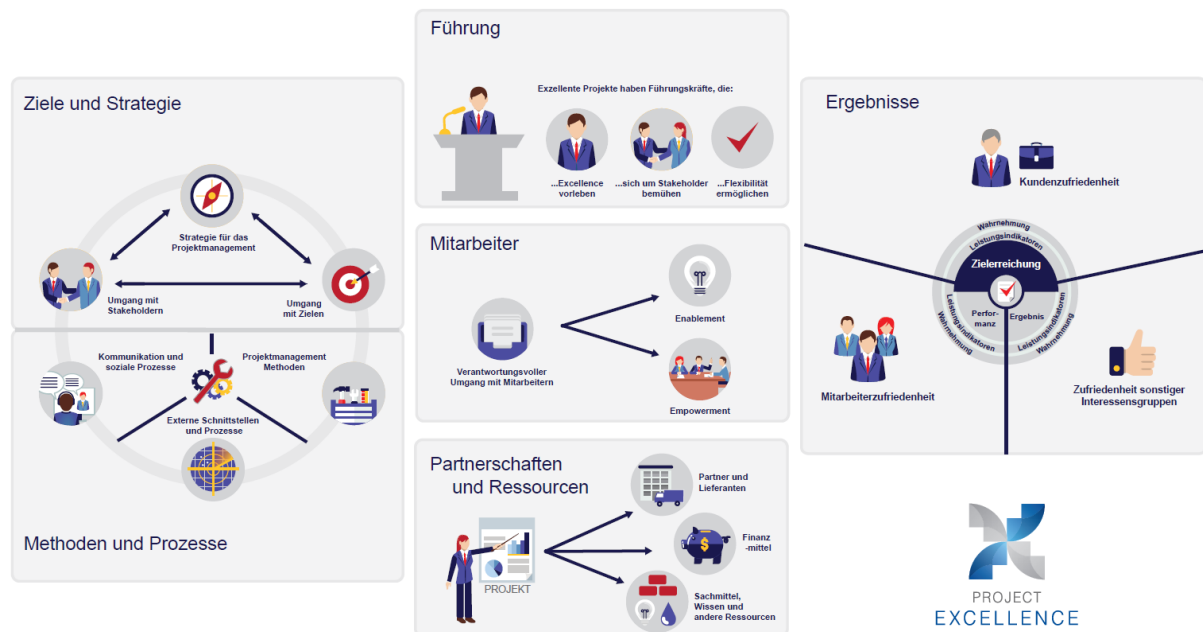 Ziele und Strategie
Strategie für das
Projektmanagement
Umgang mit
Stakeholdern
Umgang
mit Zielen
Kommunikation und
soziale Prozesse
Projektmanagement
Methoden
Externe Schnittstellen
und Prozesse
Methoden und Prozesse
Führung
Exzellente Projekte haben Führungskräfte, die:
...Excellence
vorleben
...sich um Stakeholder
bemühen
...Flexibilität
ermöglichen
Mitarbeiter
Verantwortungsvoller
Umgang mit Mitarbeitern
Enablement
Empowerment
Partnerschaften
und Ressourcen
PROJEKT
Partner und
Lieferanten
$
Finanz
-mittel
Sachmittel,
Wissen und
andere Ressourcen
Ergebnisse
Kundenzufriedenheit
Wahrnehmung
Leistungsindikatoren
Zielerreichung
Perfor-
manz
Ergebnis
Leistungsindikatoren
Wahrnehmung
Leistungsindikatoren
Wahrnehmung
Mitarbeiterzufriedenheit
Zufriedenheit sonstiger
Interessensgruppen
PROJECT
EXCELLENCE